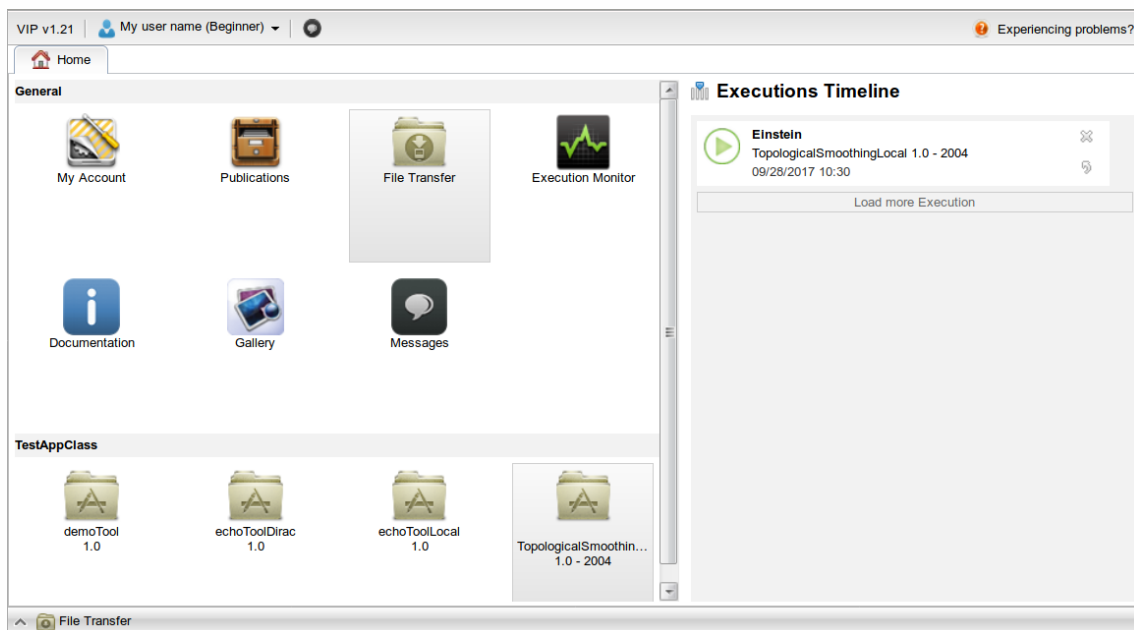 VIP v1.21
My user name (Beginner)
Experiencing problems?
Home
General
My Account
Publications
File Transfer
Execution Monitor
Documentation
Gallery
Messages
TestAppClass
demoTool
1.0
echoToolDirac
1.0
echoToolLocal
1.0
TopologicalSmoothin...
1.0 - 2004
Executions Timeline
Einstein
TopologicalSmoothingLocal 1.0 - 2004
09/28/2017 10:30
Load more Execution
File Transfer